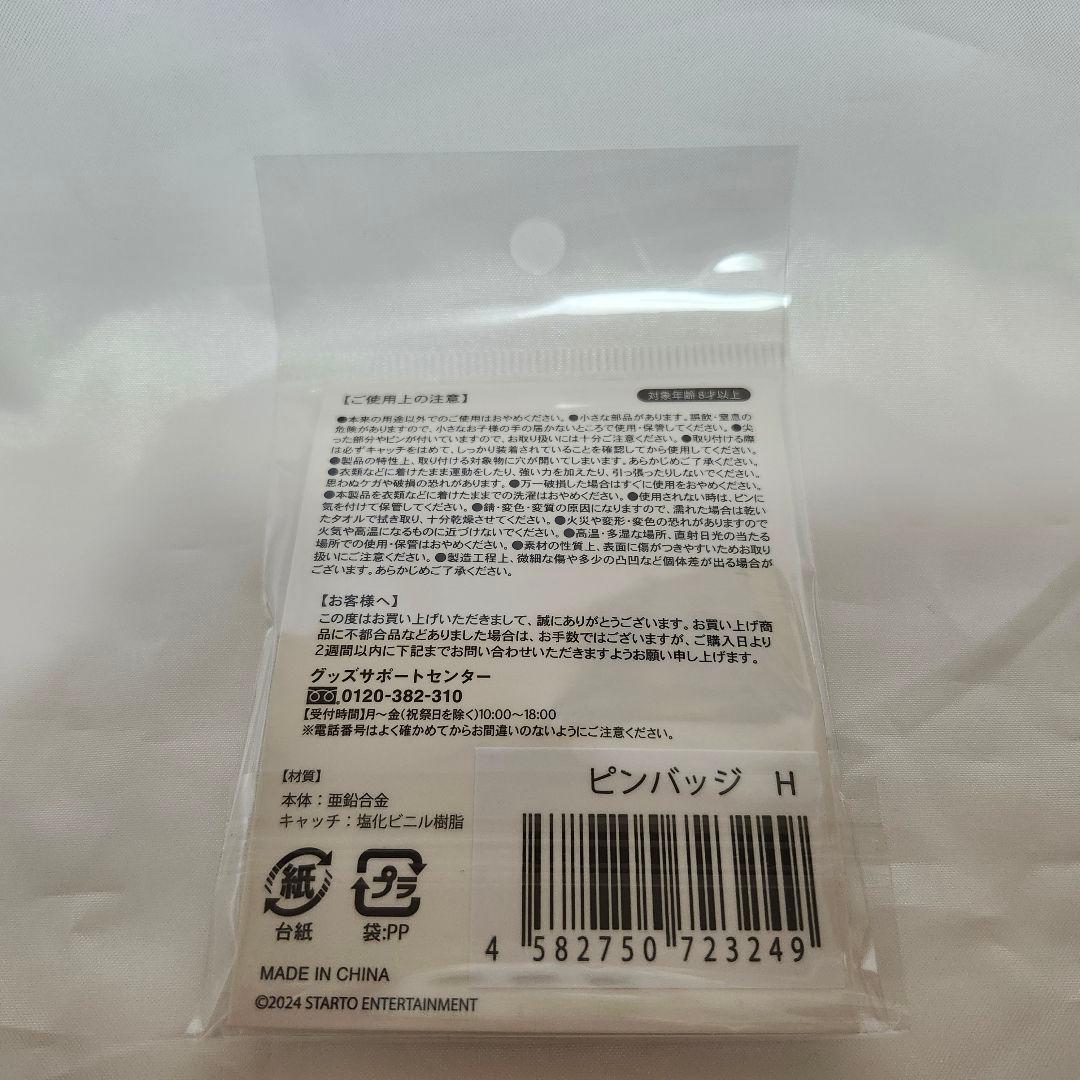 【ご使用上の注意】
対象年齢8才以上
●本来の用途以外でのご使用はおやめください。●小さな部品があります。誤飲・窒息の
危険がありますので、小さなお子様の手の届かないところで使用・保管してください。●尖
った部分やピンが付いていますので、お取り扱いには十分ご注意ください。●取り付ける際
は必ずキャッチをはめて、しっかり装着されていることを確認してから使用してください。
●製品の特性上、取り付ける対象物に穴が開いてしまいます。あらかじめご了承ください。
●衣類などに着けたまま運動をしたり、強い力を加えたり、引っ張ったりしないでください。
思わぬケガや破損の恐れがあります。●万一破損した場合はすぐに使用をおやめください。
●本製品を衣類などに着けたままでの洗濯はおやめください。●使用されない時は、ピンに
気を付けて保管してください。●錆・変色・変質の原因になりますので、濡れた場合は乾い
たタオルで拭き取り、十分乾燥させてください。●火災や変形・変色の恐れがありますので
火気や高温になるものに近づけないでください。●高温・多湿な場所、直射日光の当たる
場所での使用・保管はおやめください。●素材の性質上、表面に傷がつきやすいためお取り
扱いにご注意ください。●製造工程上、微細な傷や多少の凸凹など個体差が出る場合が
ございます。あらかじめご了承ください。
【お客様へ】
この度はお買い上げいただきまして、誠にありがとうございます。お買い上げ商
品に不都合品などありました場合は、お手数ではございますが、ご購入日より
2週間以内に下記までお問い合わせいただきますようお願い申し上げます。
グッズサポートセンター
0120-382-310
【受付時間】月～金(祝祭日を除く)10:00～18:00
※電話番号はよく確かめてからお間違いのないようにご注意ください。
【材質】
本体：亜鉛合金
キャッチ：塩化ビニル樹脂
ピンバッジ H
紙
プラ
台紙
袋:PP
4 582750 723249
MADE IN CHINA
©2024 STARTO ENTERTAINMENT